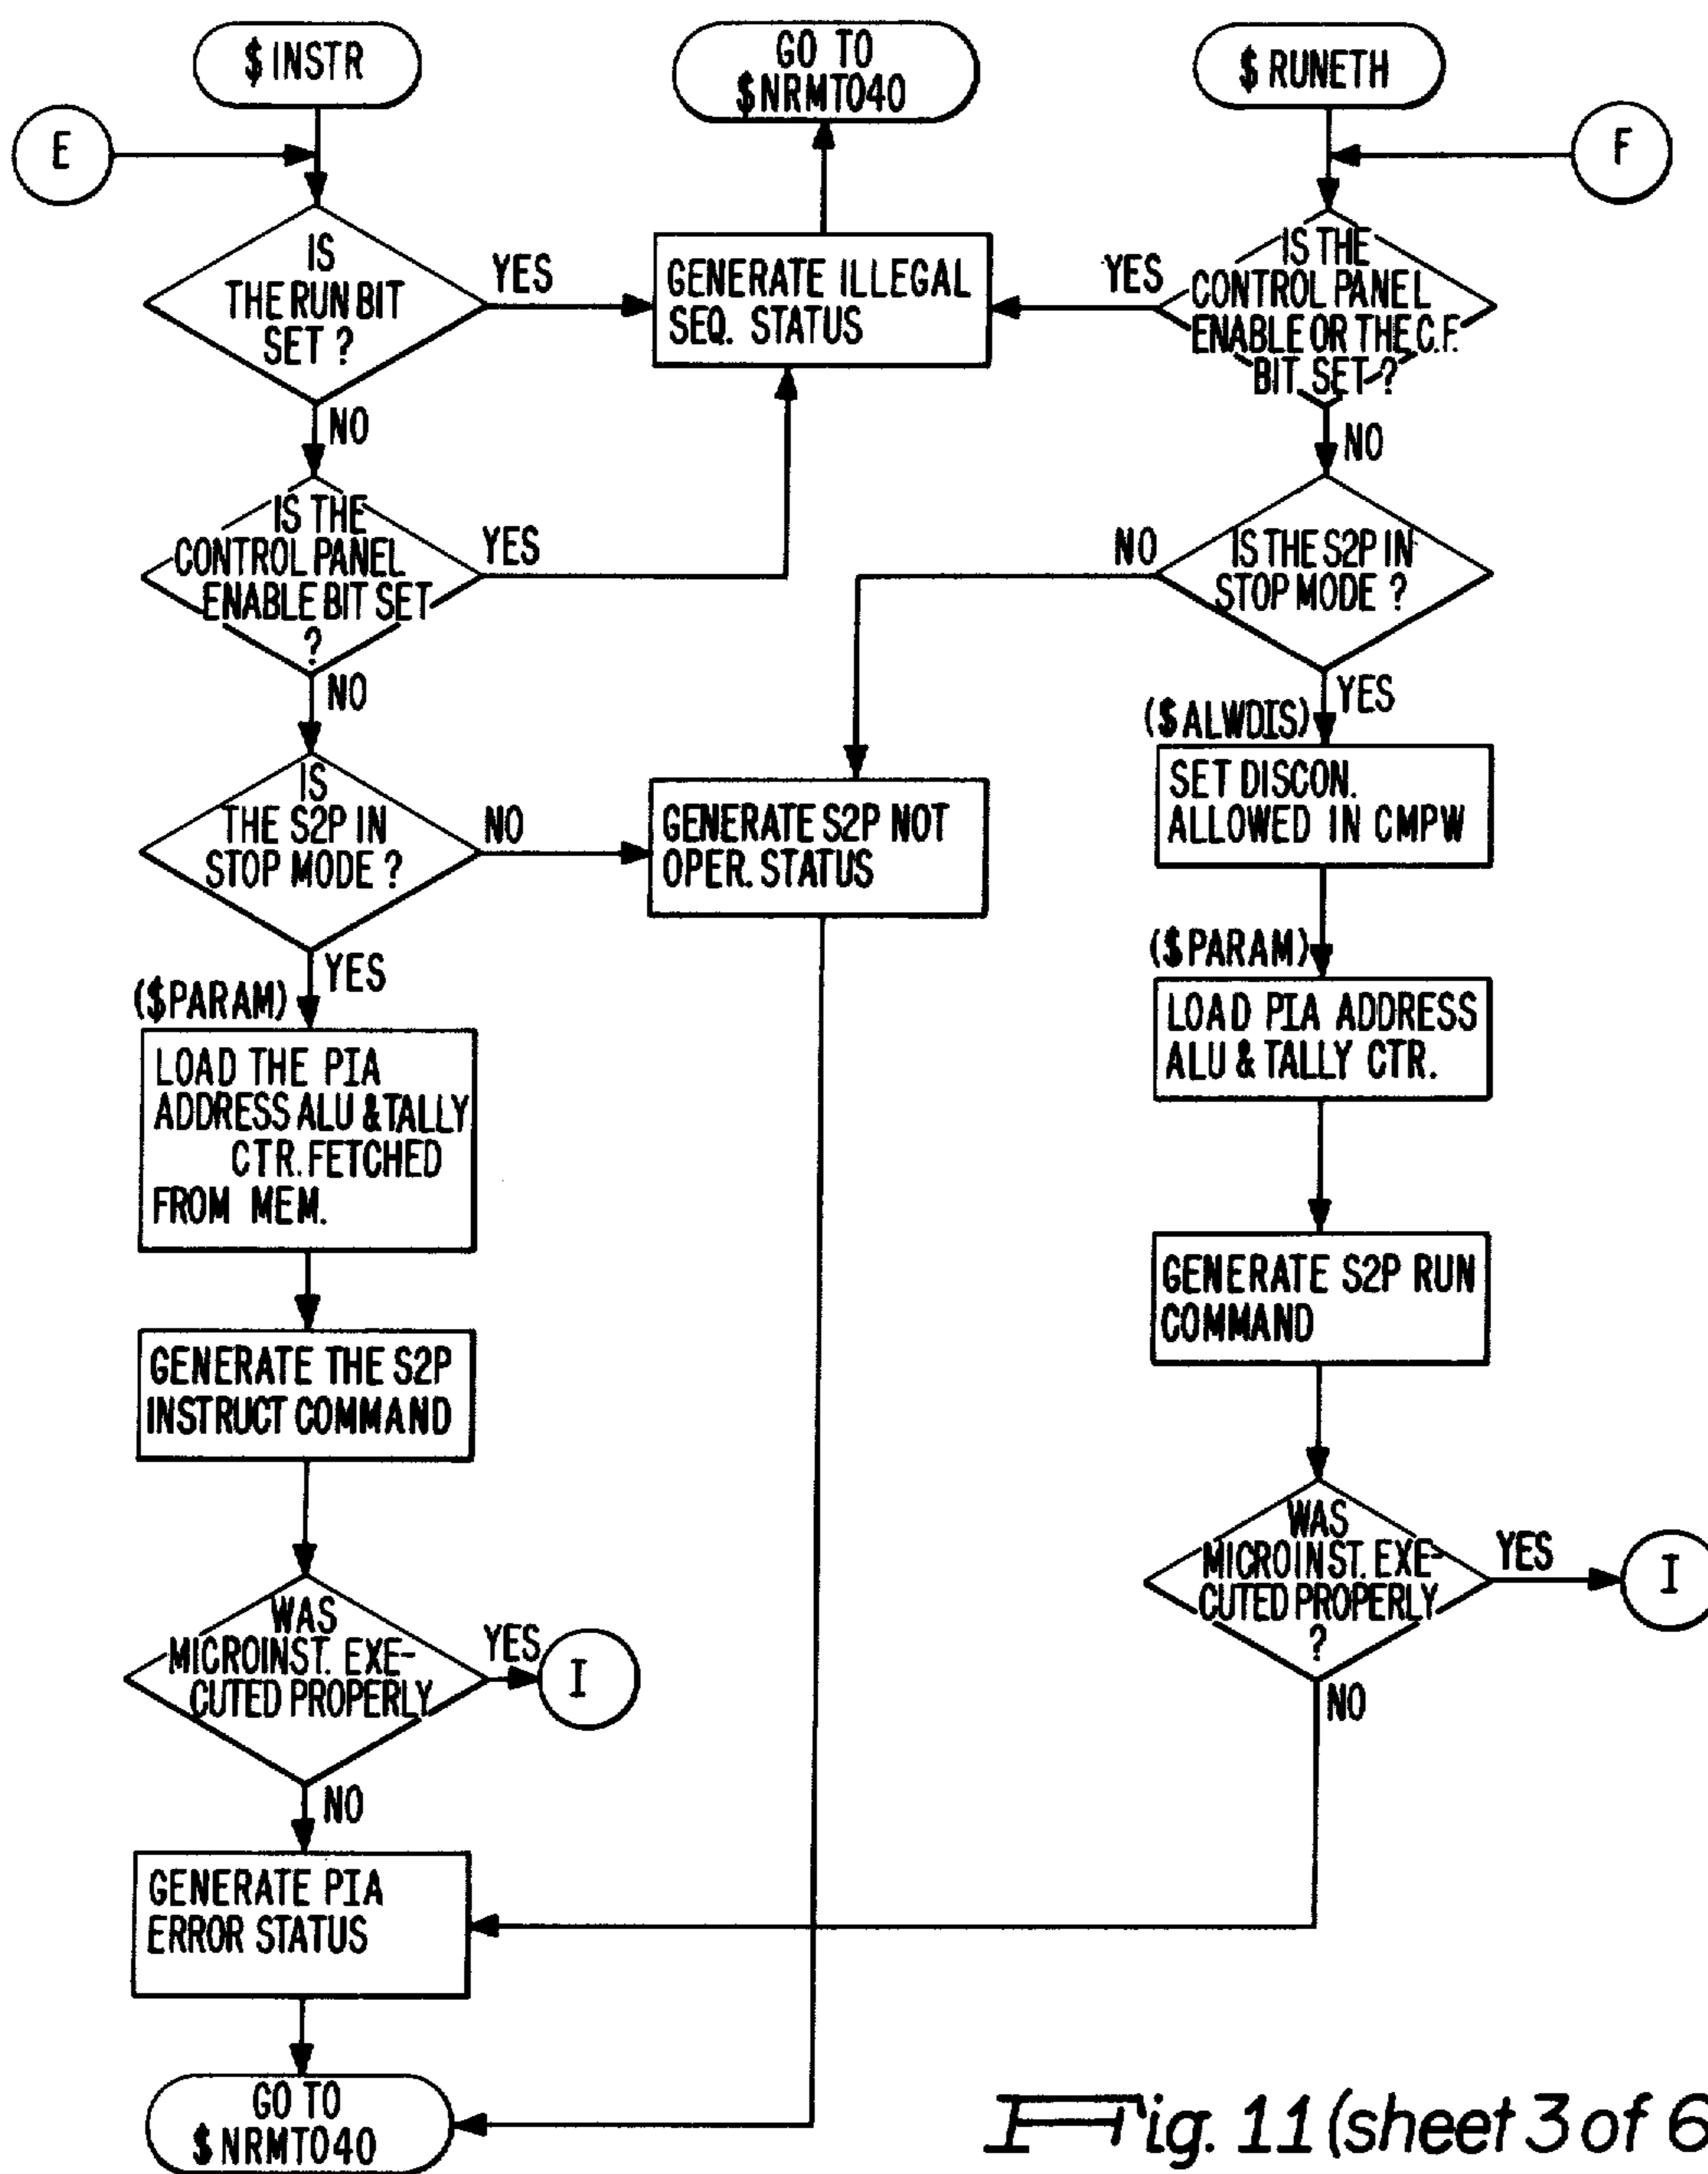 $ INSTR
E
IS
THE RUN BIT
SET ?
YES
NO
IS THE
CONTROL PANEL
ENABLE BIT SET
?
YES
NO
IS
THE S2P IN
STOP MODE ?
NO
YES
($PARAM)
LOAD THE PIA
ADDRESS ALU & TALLY
CTR. FETCHED
FROM MEM.
GENERATE THE S2P
INSTRUCT COMMAND
WAS
MICROINST. EXE-
CUTED PROPERLY
YES
I
NO
GENERATE PIA
ERROR STATUS
GO TO
$NRMTO40
GO TO
$NRMTO40
GENERATE ILLEGAL
SEQ. STATUS
GENERATE S2P NOT
OPER. STATUS
$ RUNETH
F
IS THE
CONTROL PANEL
ENABLE OR THE C.F.
BIT SET ?
YES
NO
IS THE S2P IN
STOP MODE ?
NO
YES
($ALWDIS)
SET DISCON.
ALLOWED IN CMPW
($PARAM)
LOAD PIA ADDRESS
ALU & TALLY CTR.
GENERATE S2P RUN
COMMAND
WAS
MICROINST. EXE-
CUTED PROPERLY
?
YES
I
NO
Fig. 11 (sheet 3 of 6